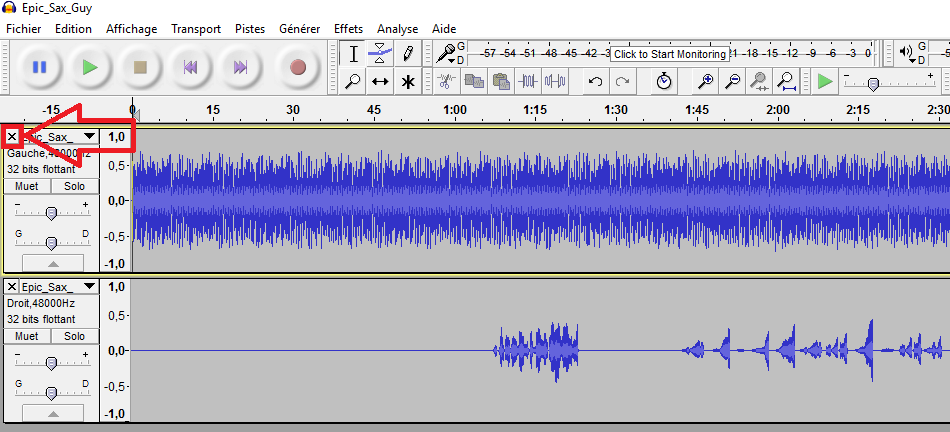 Epic_Sax_Guy
Fichier Edition Affichage Transport Pistes Générer Effets Analyse Aide
G D -57 -54 -51 -48 -45 -42 Click to Start Monitoring -18 -15 -12 -9 -6 -3 0 G D -5
- +
-15 0 15 30 45 1:00 1:15 1:30 1:45 2:00 2:15 2:30
Epic_Sax_ 1,0
Gauche,48000Hz 0,5
32 bits flottant
Muet Solo
- + 0,0
G D -0,5
-1,0
Epic_Sax_ 1,0
Droit,48000Hz 0,5
32 bits flottant
Muet Solo
- + 0,0
G D -0,5
-1,0